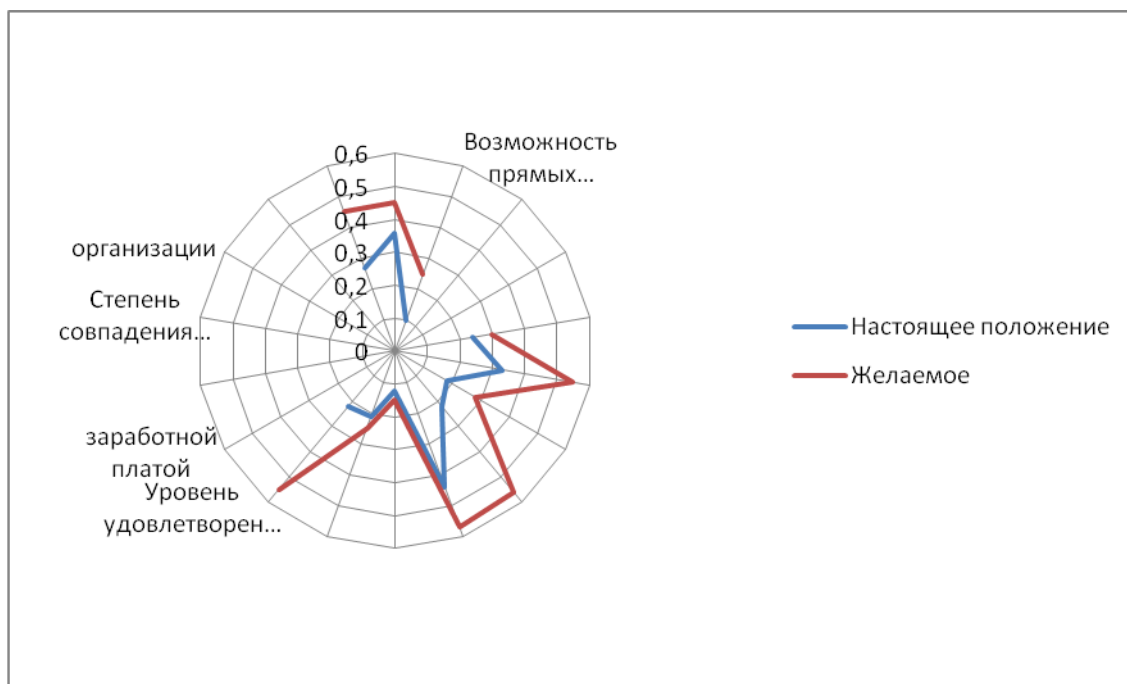 Возможность
прямых...
0,6
0,5
0,4
0,3
0,2
0,1
0
организации
Степень
совпадения...
заработной
платой
Уровень
удовлетворен...
Настоящее положение
Желаемое